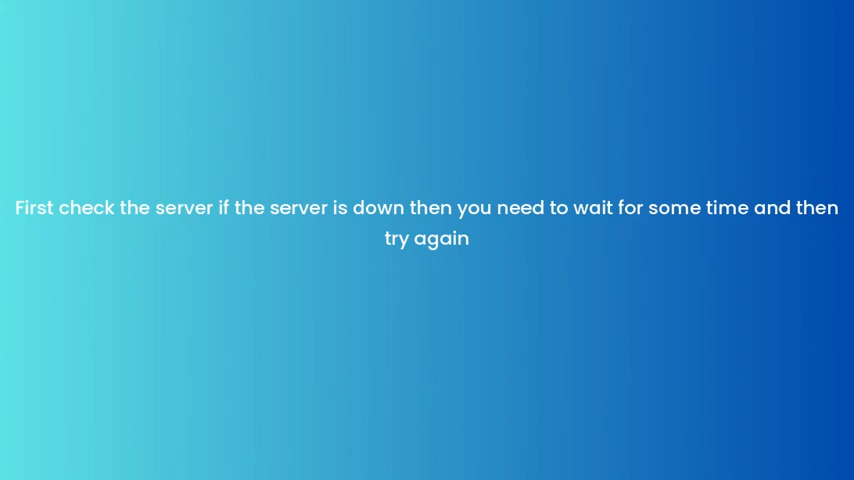 First check the server if the server is down then you need to wait for some time and then
try again